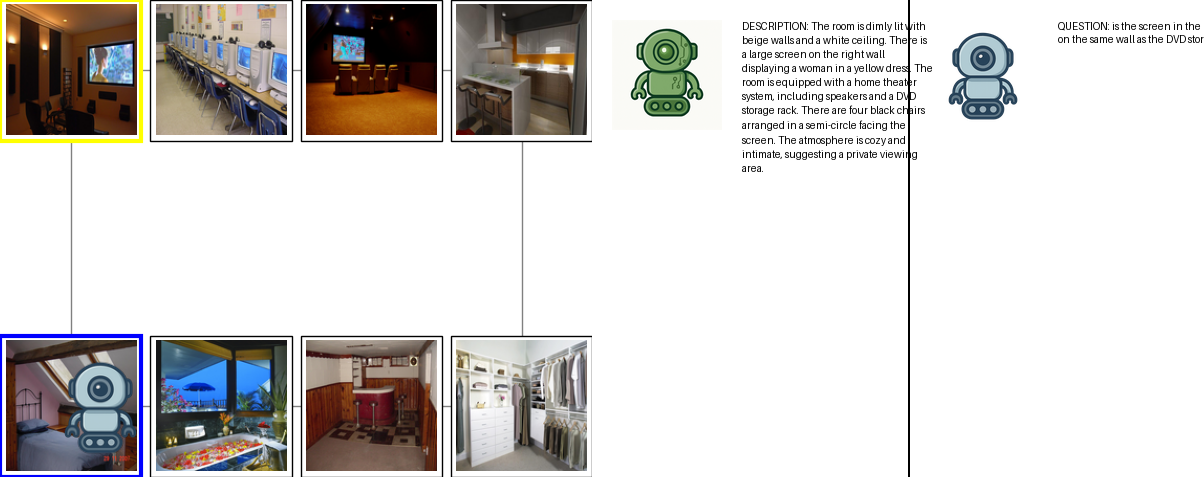 DESCRIPTION: The room is dimly lit with
beige walls and a white ceiling. There is
a large screen on the right wall
displaying a woman in a yellow dress. The
room is equipped with a home theater
system, including speakers and a DVD
storage rack. There are four black chairs
arranged in a semi-circle facing the
screen. The atmosphere is cozy and
intimate, suggesting a private viewing
area.
QUESTION: is the screen in the
on the same wall as the DVD stor